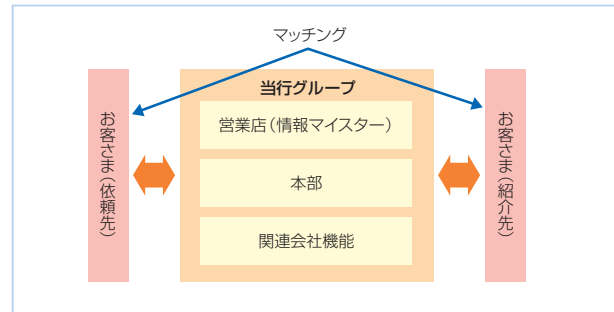 マッチング
当行グループ
営業店（情報マイスター）
本部
関連会社機能
お客さま（依頼先）
お客さま（紹介先）